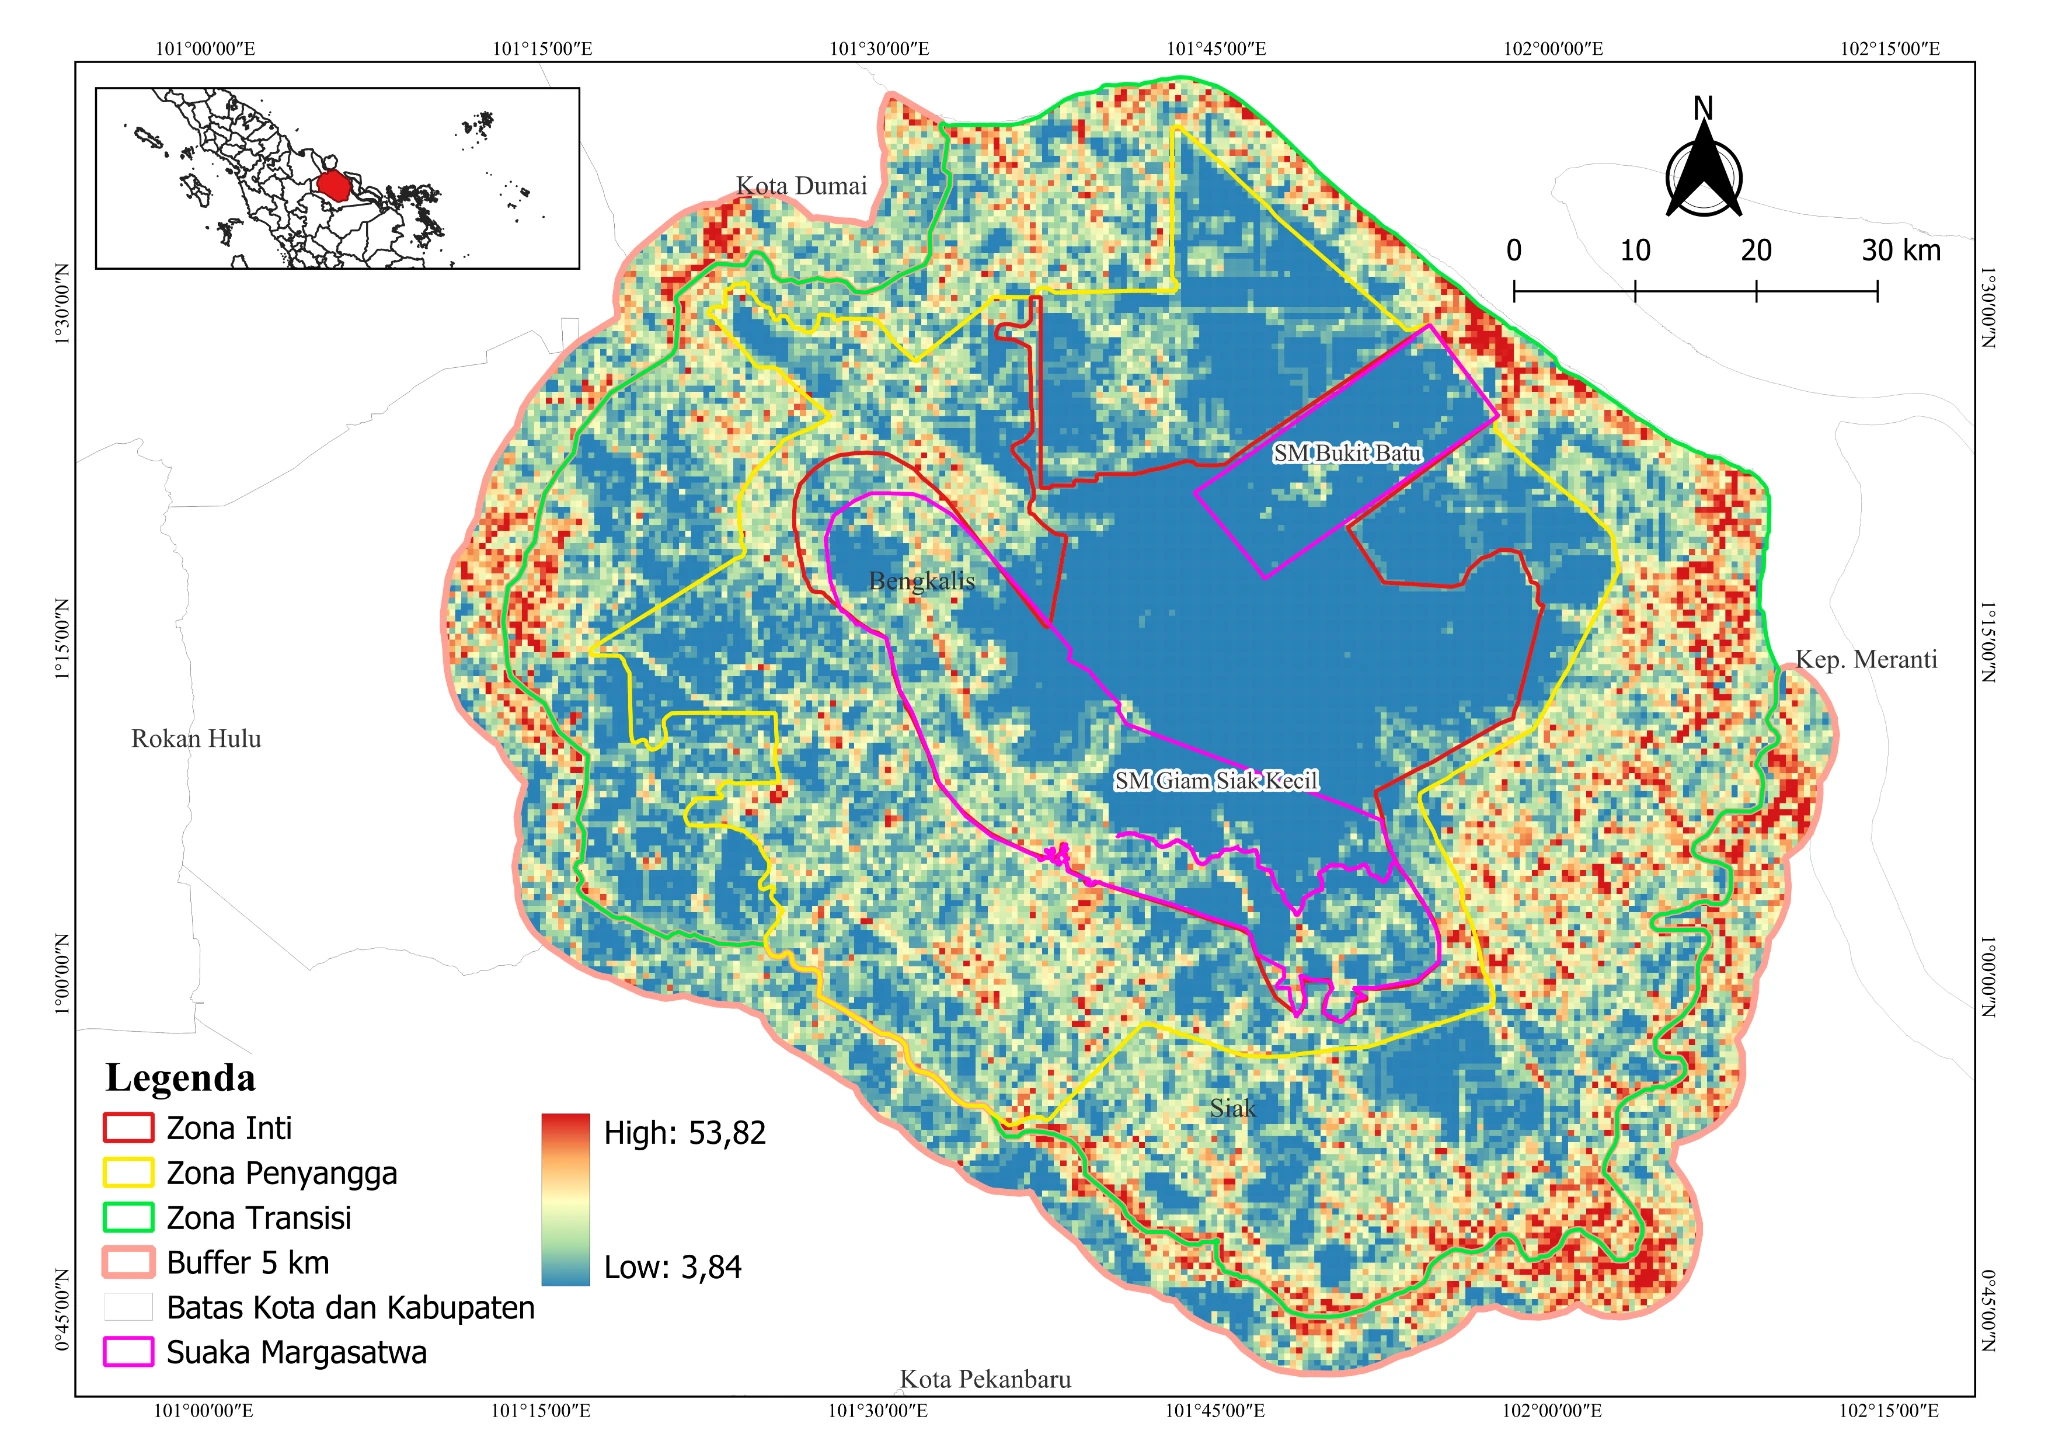 101°00′00″E 101°15′00″E 101°30′00″E 101°45′00″E 102°00′00″E 102°15′00″E
N
0 10 20 30 km
Kota Dumai
1°30′00″N 1°30′00″N
SM Bukit Batu
Bengkalis
1°15′00″N 1°15′00″N
Kep. Meranti
Rokan Hulu
SM Giam Siak Kecil
1°00′00″N 1°00′00″N
Siak
Legenda
Zona Inti
Zona Penyangga
Zona Transisi
Buffer 5 km
Batas Kota dan Kabupaten
Suaka Margasatwa
High: 53,82
Low: 3,84
0°45′00″N 0°45′00″N
Kota Pekanbaru
101°00′00″E 101°15′00″E 101°30′00″E 101°45′00″E 102°00′00″E 102°15′00″E